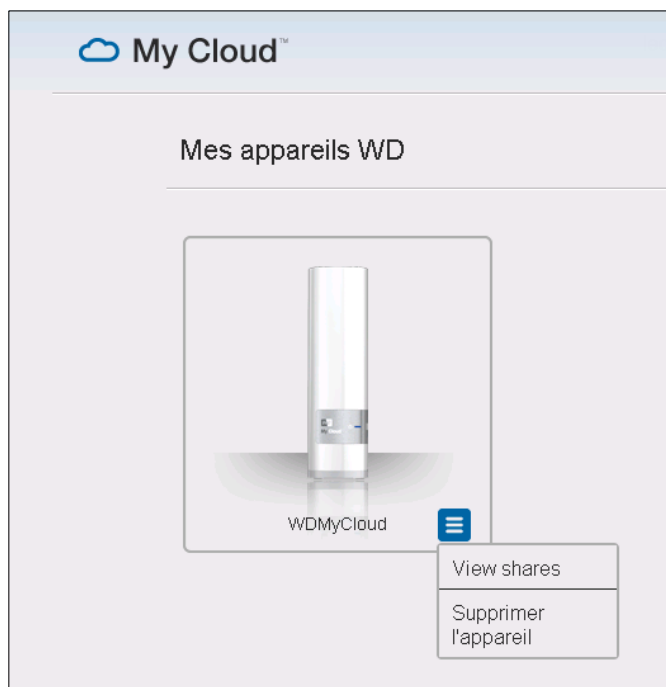 My Cloud™
Mes appareils WD
WDMyCloud
View shares
Supprimer
l'appareil